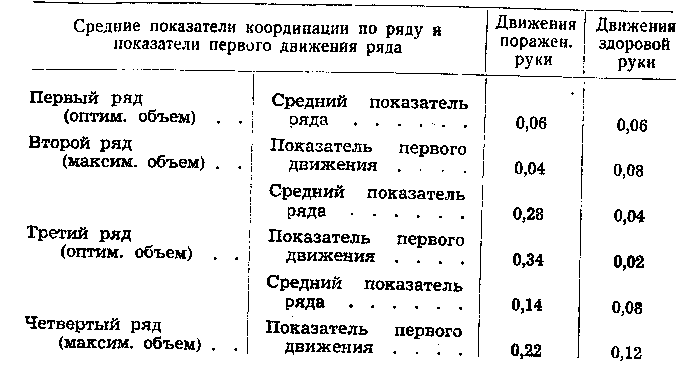 Средние показатели координации по ряду и показатели первого движения ряда | Движения поражен. руки | Движения здоровой руки
Первый ряд
(оптим. объем) . . Средний показатель
ряда . . . . . . 0,06 0,06
Второй ряд
(максим. объем) . . Показатель первого
движения . . . . 0,04 0,08
Средний показатель
ряда . . . . . . 0,28 0,04
Третий ряд
(оптим. объем) . . Показатель первого
движения . . . . 0,34 0,02
Средний показатель
ряда . . . . . . 0,14 0,08
Четвертый ряд
(максим. объем) . . Показатель первого
движения . . . . 0,22 0,12